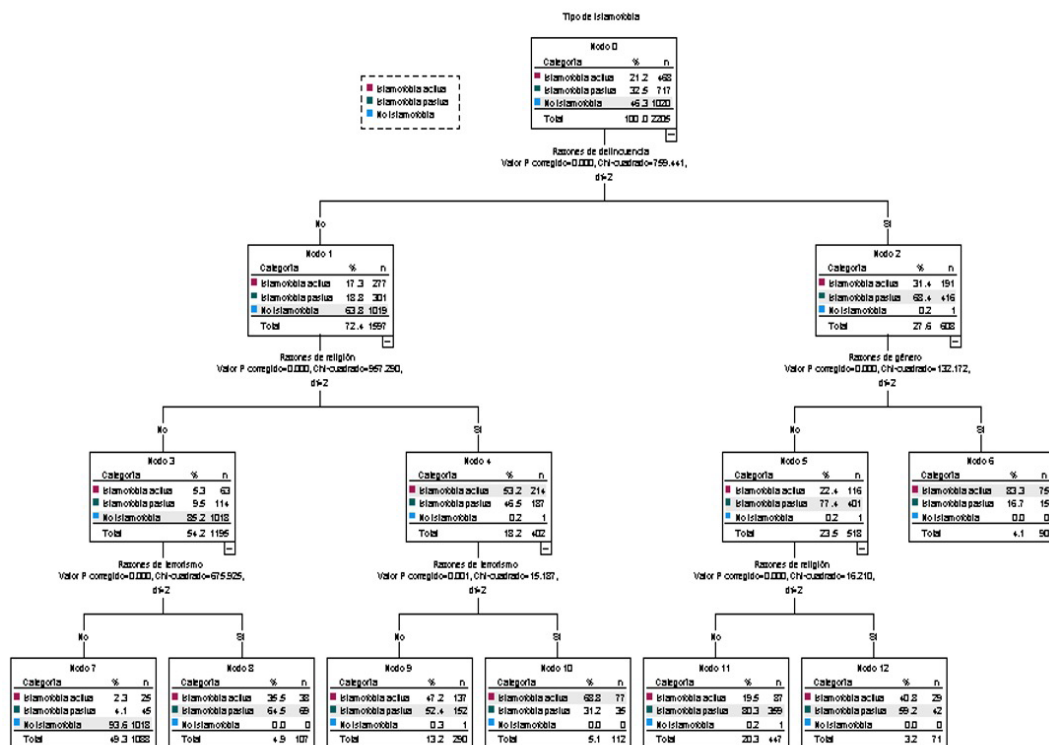 Tipo de Islamofobia
Nodo 0
Categoría % n
Islamofobia activa 21.2 468
Islamofobia pasiva 32.5 717
No Islamofobia 46.3 1020
Total 100.0 2205
Islamofobia activa
Islamofobia pasiva
No Islamofobia
Razones de delincuencia
Valor P corregido=0.000, Chi-cuadrado=759.441,
df=2
No
Sí
Nodo 1
Categoría % n
Islamofobia activa 17.3 277
Islamofobia pasiva 18.8 301
No Islamofobia 63.8 1019
Total 72.4 1597
Nodo 2
Categoría % n
Islamofobia activa 31.4 191
Islamofobia pasiva 68.4 416
No Islamofobia 0.2 1
Total 27.6 608
Razones de religión
Valor P corregido=0.000, Chi-cuadrado=957.290,
df=2
Razones de género
Valor P corregido=0.000, Chi-cuadrado=132.172,
df=2
No
Sí
No
Sí
Nodo 3
Categoría % n
Islamofobia activa 5.3 63
Islamofobia pasiva 9.5 114
No Islamofobia 85.2 1018
Total 54.2 1195
Nodo 4
Categoría % n
Islamofobia activa 53.2 214
Islamofobia pasiva 46.5 187
No Islamofobia 0.2 1
Total 18.2 402
Nodo 5
Categoría % n
Islamofobia activa 22.4 116
Islamofobia pasiva 77.4 401
No Islamofobia 0.2 1
Total 23.5 518
Nodo 6
Categoría % n
Islamofobia activa 83.3 75
Islamofobia pasiva 16.7 15
No Islamofobia 0.0 0
Total 4.1 90
Razones de terrorismo
Valor P corregido=0.000, Chi-cuadrado=675.925,
df=2
Razones de terrorismo
Valor P corregido=0.001, Chi-cuadrado=15.187,
df=2
Razones de religión
Valor P corregido=0.000, Chi-cuadrado=16.210,
df=2
No
Sí
No
Sí
No
Sí
Nodo 7
Categoría % n
Islamofobia activa 2.3 25
Islamofobia pasiva 4.1 45
No Islamofobia 93.6 1018
Total 49.3 1088
Nodo 8
Categoría % n
Islamofobia activa 35.5 38
Islamofobia pasiva 64.5 69
No Islamofobia 0.0 0
Total 4.9 107
Nodo 9
Categoría % n
Islamofobia activa 47.2 137
Islamofobia pasiva 52.4 152
No Islamofobia 0.3 1
Total 13.2 290
Nodo 10
Categoría % n
Islamofobia activa 68.8 77
Islamofobia pasiva 31.2 35
No Islamofobia 0.0 0
Total 5.1 112
Nodo 11
Categoría % n
Islamofobia activa 19.5 87
Islamofobia pasiva 80.3 359
No Islamofobia 0.2 1
Total 20.3 447
Nodo 12
Categoría % n
Islamofobia activa 40.8 29
Islamofobia pasiva 59.2 42
No Islamofobia 0.0 0
Total 3.2 71